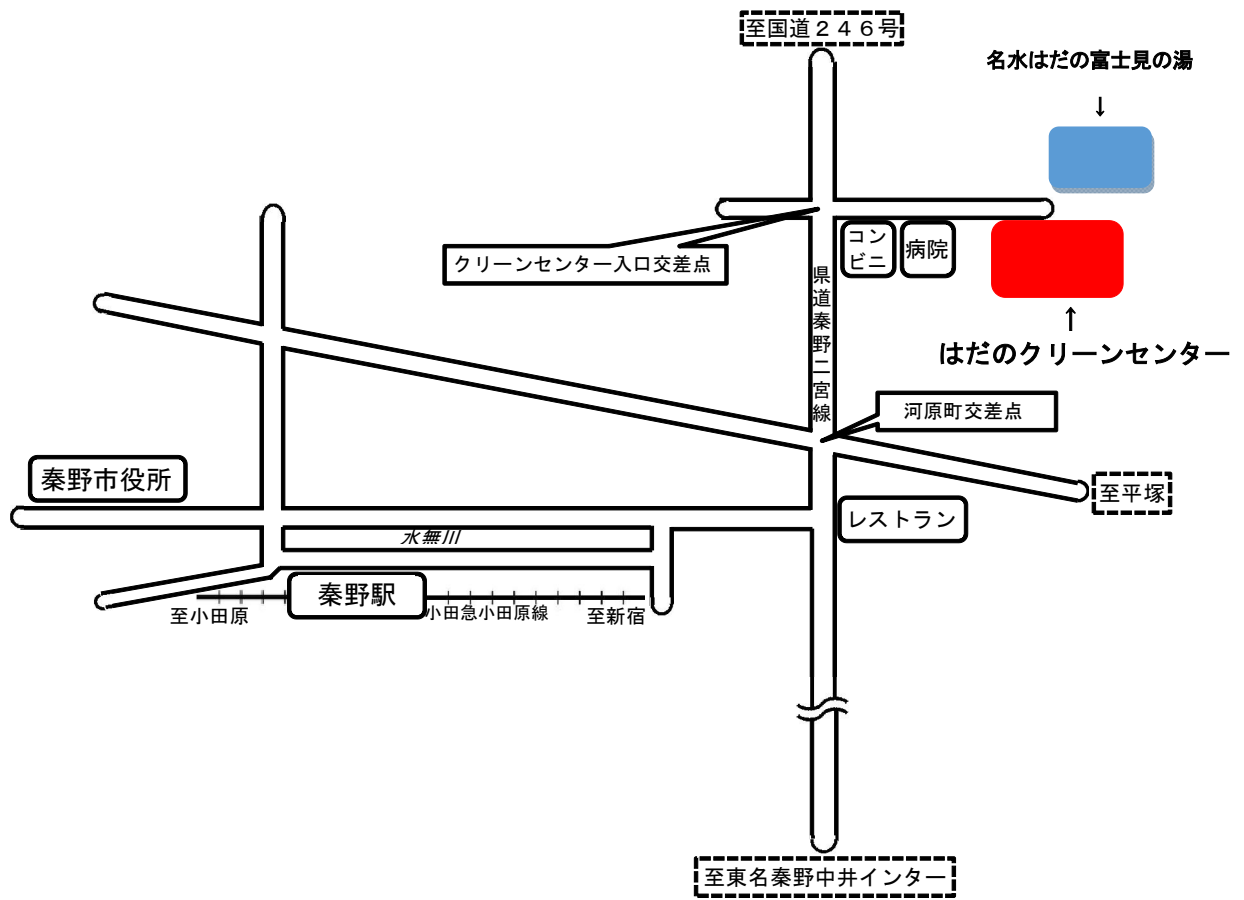 至国道２４６号
名水はだの富士見の湯
↓
コン
ビニ
病院
クリーンセンター入口交差点
県道秦野二宮線
↑
はだのクリーンセンター
河原町交差点
秦野市役所
至平塚
レストラン
水無川
秦野駅
至小田原
小田急小田原線
至新宿
至東名秦野中井インター